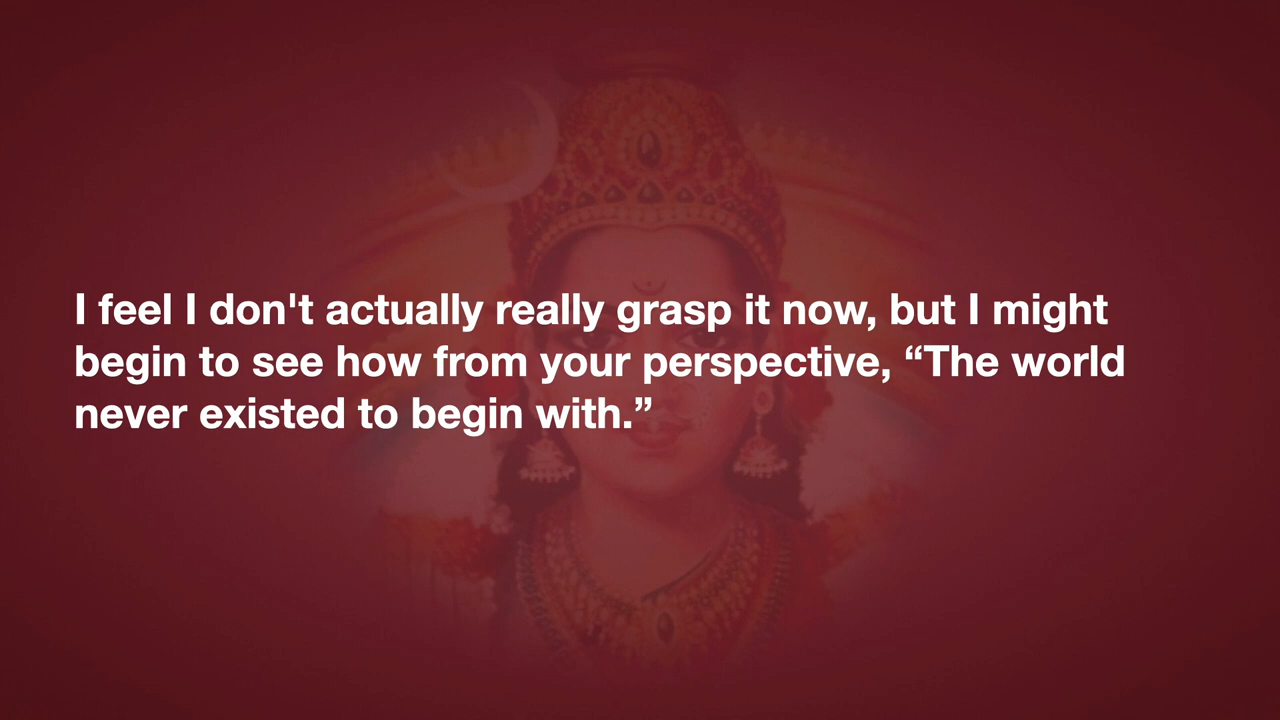 I feel I don't actually really grasp it now, but I might
begin to see how from your perspective, “The world
never existed to begin with.”